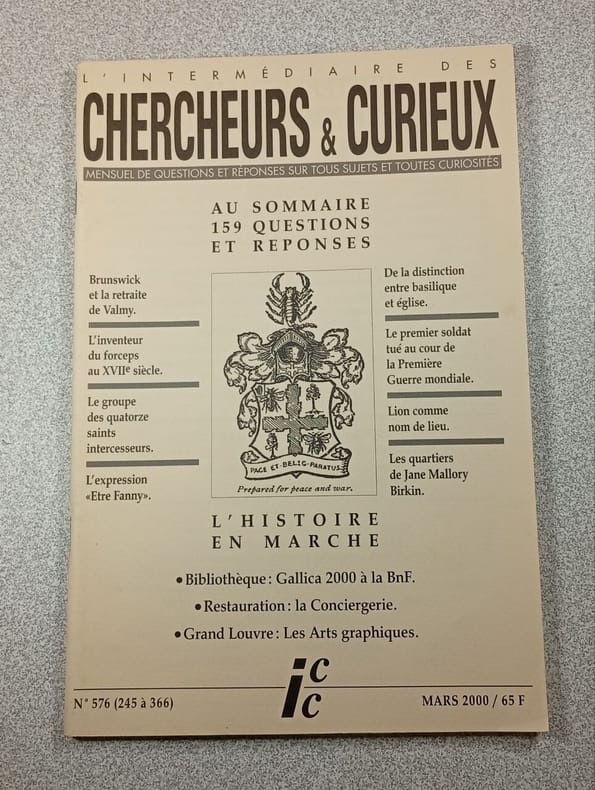 L'INTERMÉDIAIRE DES
CHERCHEURS & CURIEUX
MENSUEL DE QUESTIONS ET RÉPONSES SUR TOUS SUJETS ET TOUTES CURIOSITÉS
AU SOMMAIRE
159 QUESTIONS
ET REPONSES
Brunswick
et la retraite
de Valmy.
L'inventeur
du forceps
au XVIIe siècle.
Le groupe
des quatorze
saints
intercesseurs.
L'expression
«Etre Fanny».
PACE ET BELLO PARATUS
Prepared for peace and war.
De la distinction
entre basilique
et église.
Le premier soldat
tué au cour de
la Première
Guerre mondiale.
Lion comme
nom de lieu.
Les quartiers
de Jane Mallory
Birkin.
L'HISTOIRE
EN MARCHE
•Bibliothèque : Gallica 2000 à la BnF.
•Restauration : la Conciergerie.
•Grand Louvre : Les Arts graphiques.
icc
N° 576 (245 à 366)
MARS 2000 / 65 F